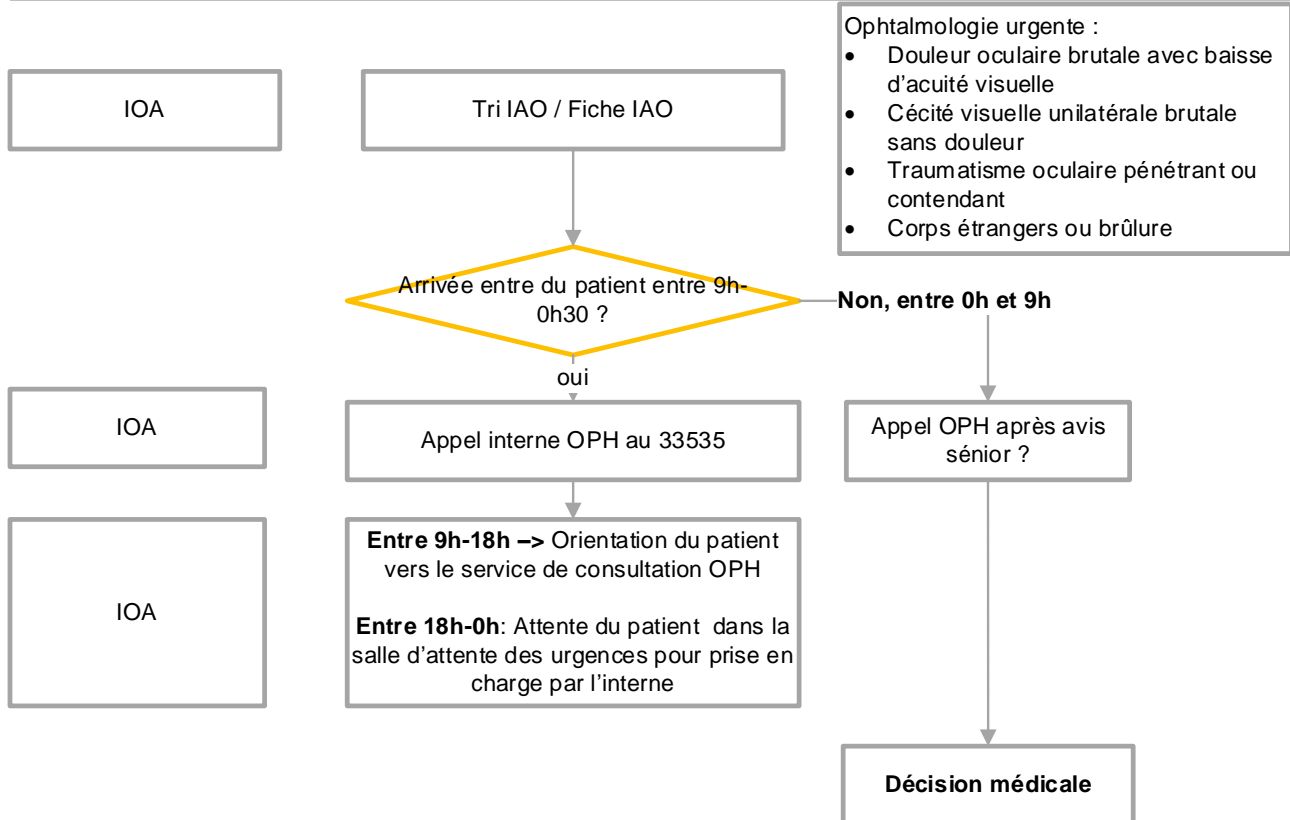 Ophtalmologie urgente :
• Douleur oculaire brutale avec baisse
d'acuité visuelle
• Cécité visuelle unilatérale brutale
sans douleur
• Traumatisme oculaire pénétrant ou
contendant
• Corps étrangers ou brûlure
IOA
Tri IAO / Fiche IAO
Arrivée entre du patient entre 9h-
0h30 ?
Non, entre 0h et 9h
oui
IOA
Appel interne OPH au 33535
Appel OPH après avis
sénior ?
IOA
Entre 9h-18h –> Orientation du patient
vers le service de consultation OPH
Entre 18h-0h: Attente du patient dans la
salle d'attente des urgences pour prise en
charge par l'interne
Décision médicale